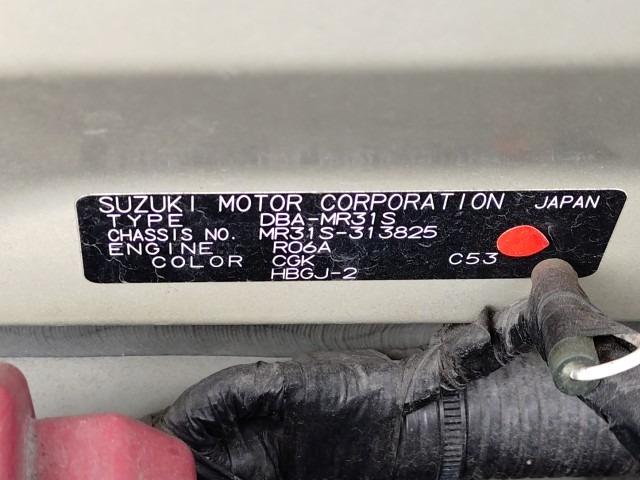 SUZUKI MOTOR CORPORATION JAPAN
TYPE DBA-MR31S
CHASSIS NO. MR31S-313825
ENGINE R06A
COLOR CGK C53
HBGJ-2